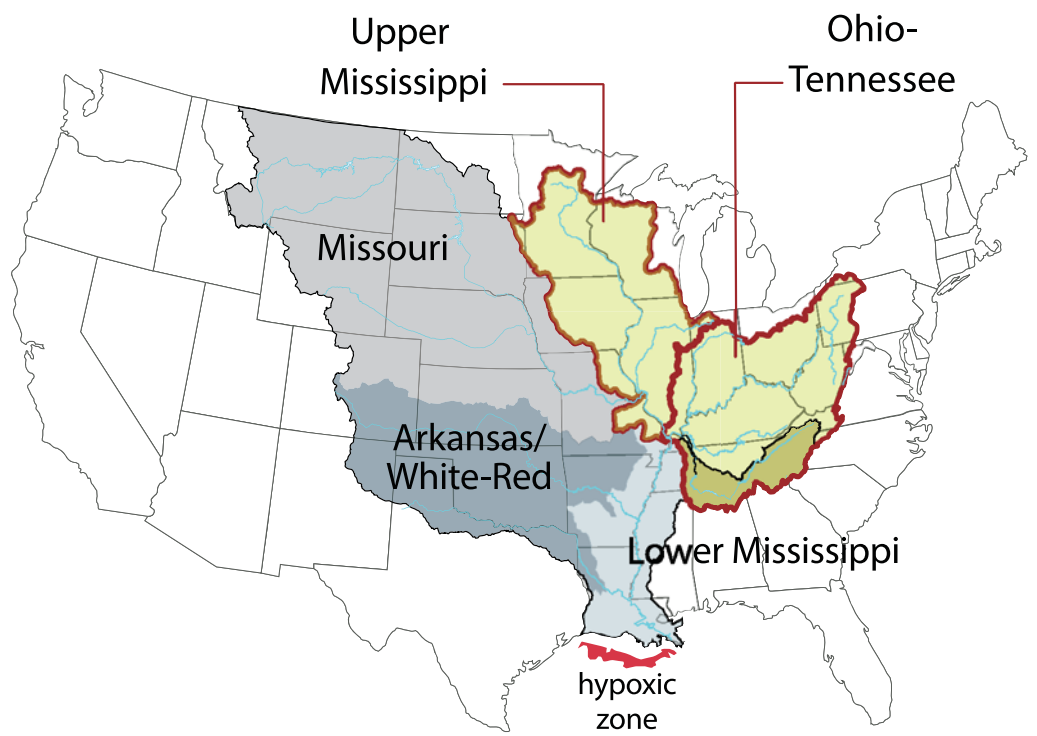 Upper
Mississippi
Ohio-
Tennessee
Missouri
Arkansas/
White-Red
Lower Mississippi
hypoxic
zone